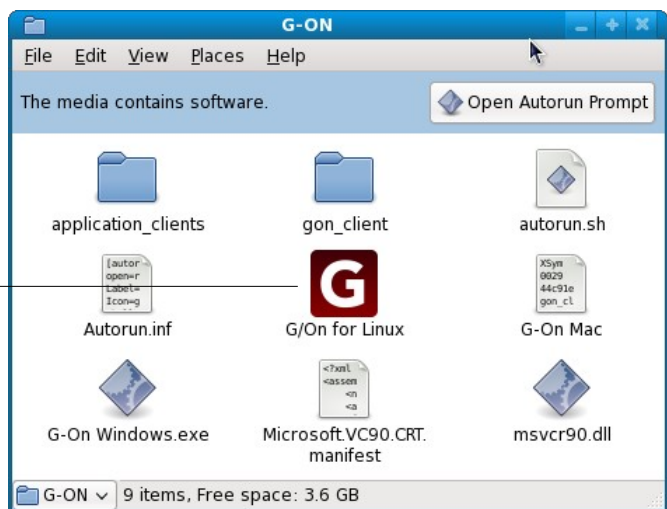 G-ON
File Edit View Places Help
The media contains software.
Open Autorun Prompt
application_clients
gon_client
autorun.sh
[autor
open=r
Label=
Icon=g
Autorun.inf
G
G/On for Linux
XSym
0029
44c91e
gon_cl
G-On Mac
G-On Windows.exe
<?xml
<assem
<n
<a
Microsoft.VC90.CRT.
manifest
msvcr90.dll
G-ON
9 items, Free space: 3.6 GB